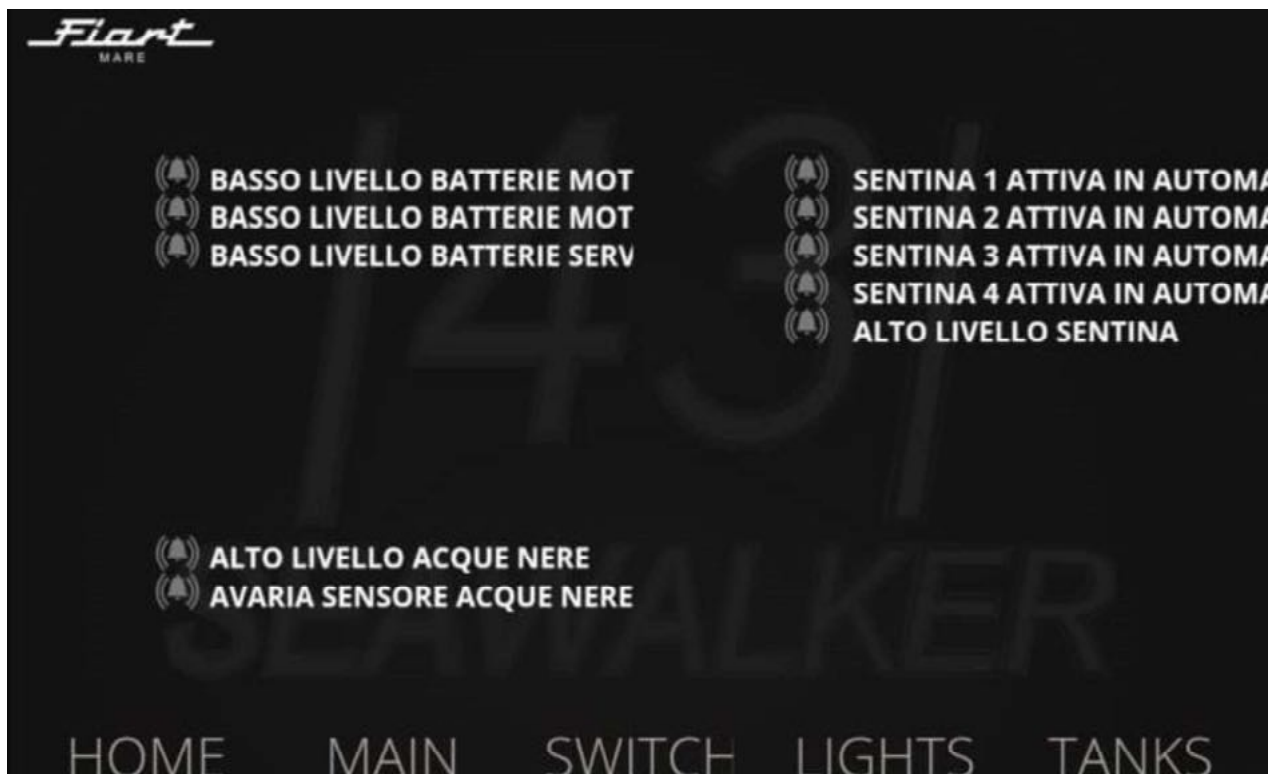 Fiart
MARE
BASSO LIVELLO BATTERIE MOT
BASSO LIVELLO BATTERIE MOT
BASSO LIVELLO BATTERIE SERV
SENTINA 1 ATTIVA IN AUTOMA
SENTINA 2 ATTIVA IN AUTOMA
SENTINA 3 ATTIVA IN AUTOMA
SENTINA 4 ATTIVA IN AUTOMA
ALTO LIVELLO SENTINA
|43|
SEAWALKER
ALTO LIVELLO ACQUE NERE
AVARIA SENSORE ACQUE NERE
HOME MAIN SWITCH LIGHTS TANKS